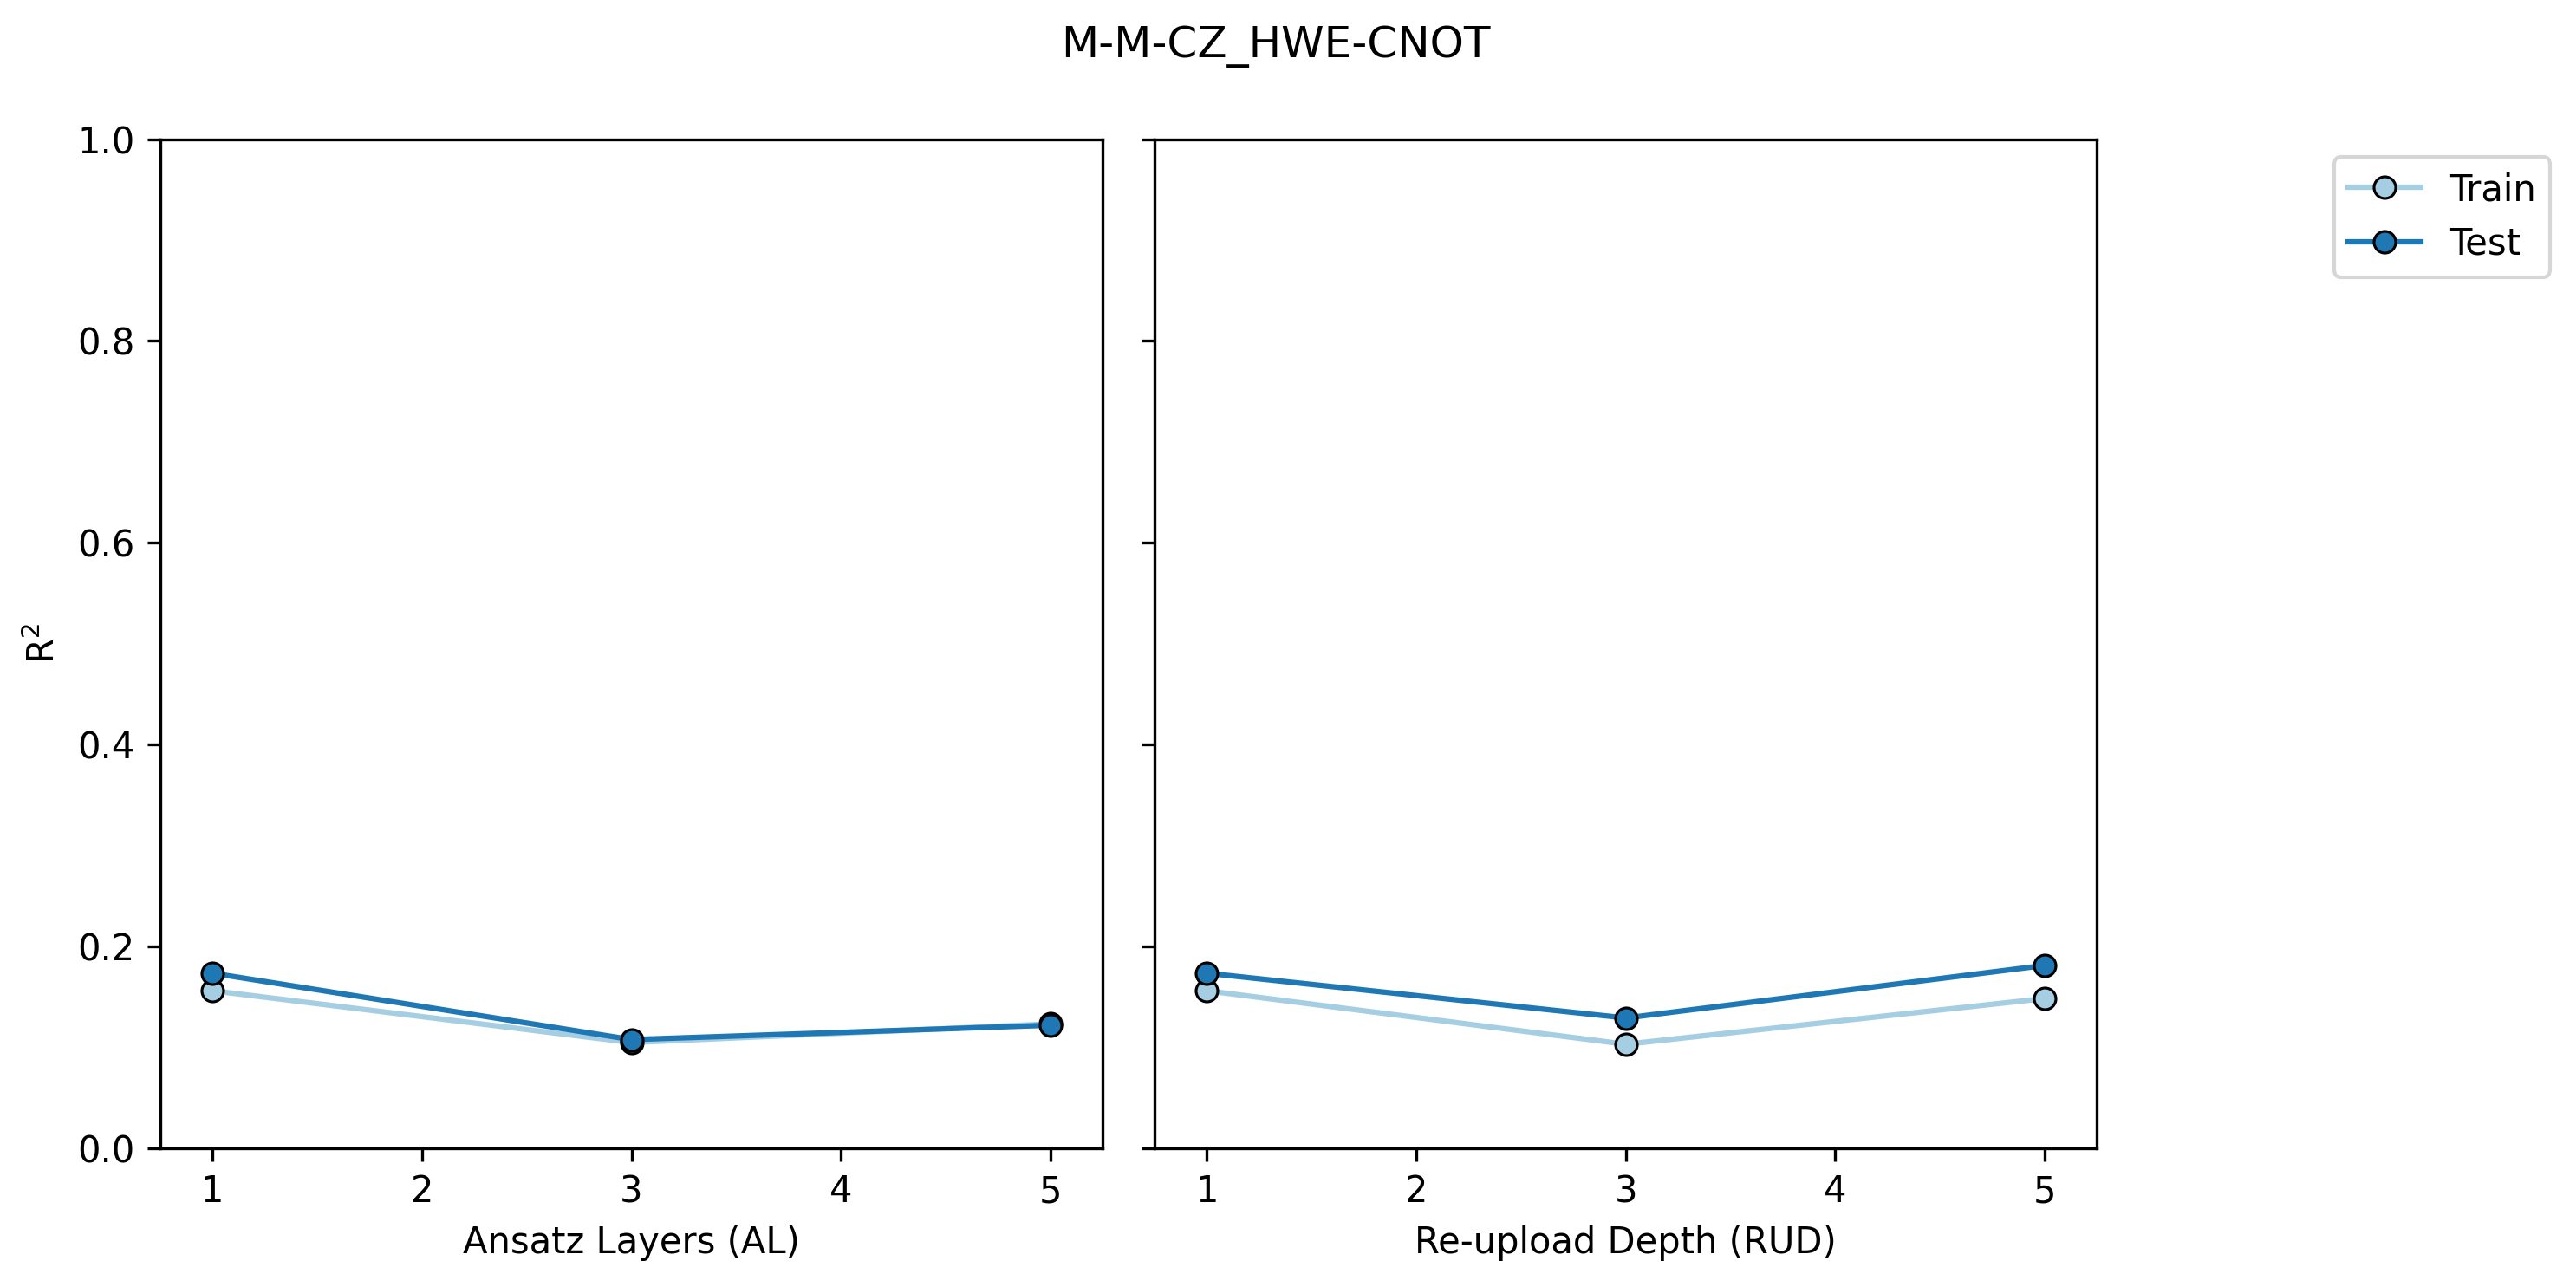 M-M-CZ_HWE-CNOT
R²
1.0
0.8
0.6
0.4
0.2
0.0
1 2 3 4 5
Ansatz Layers (AL)
1 2 3 4 5
Re-upload Depth (RUD)
Train
Test